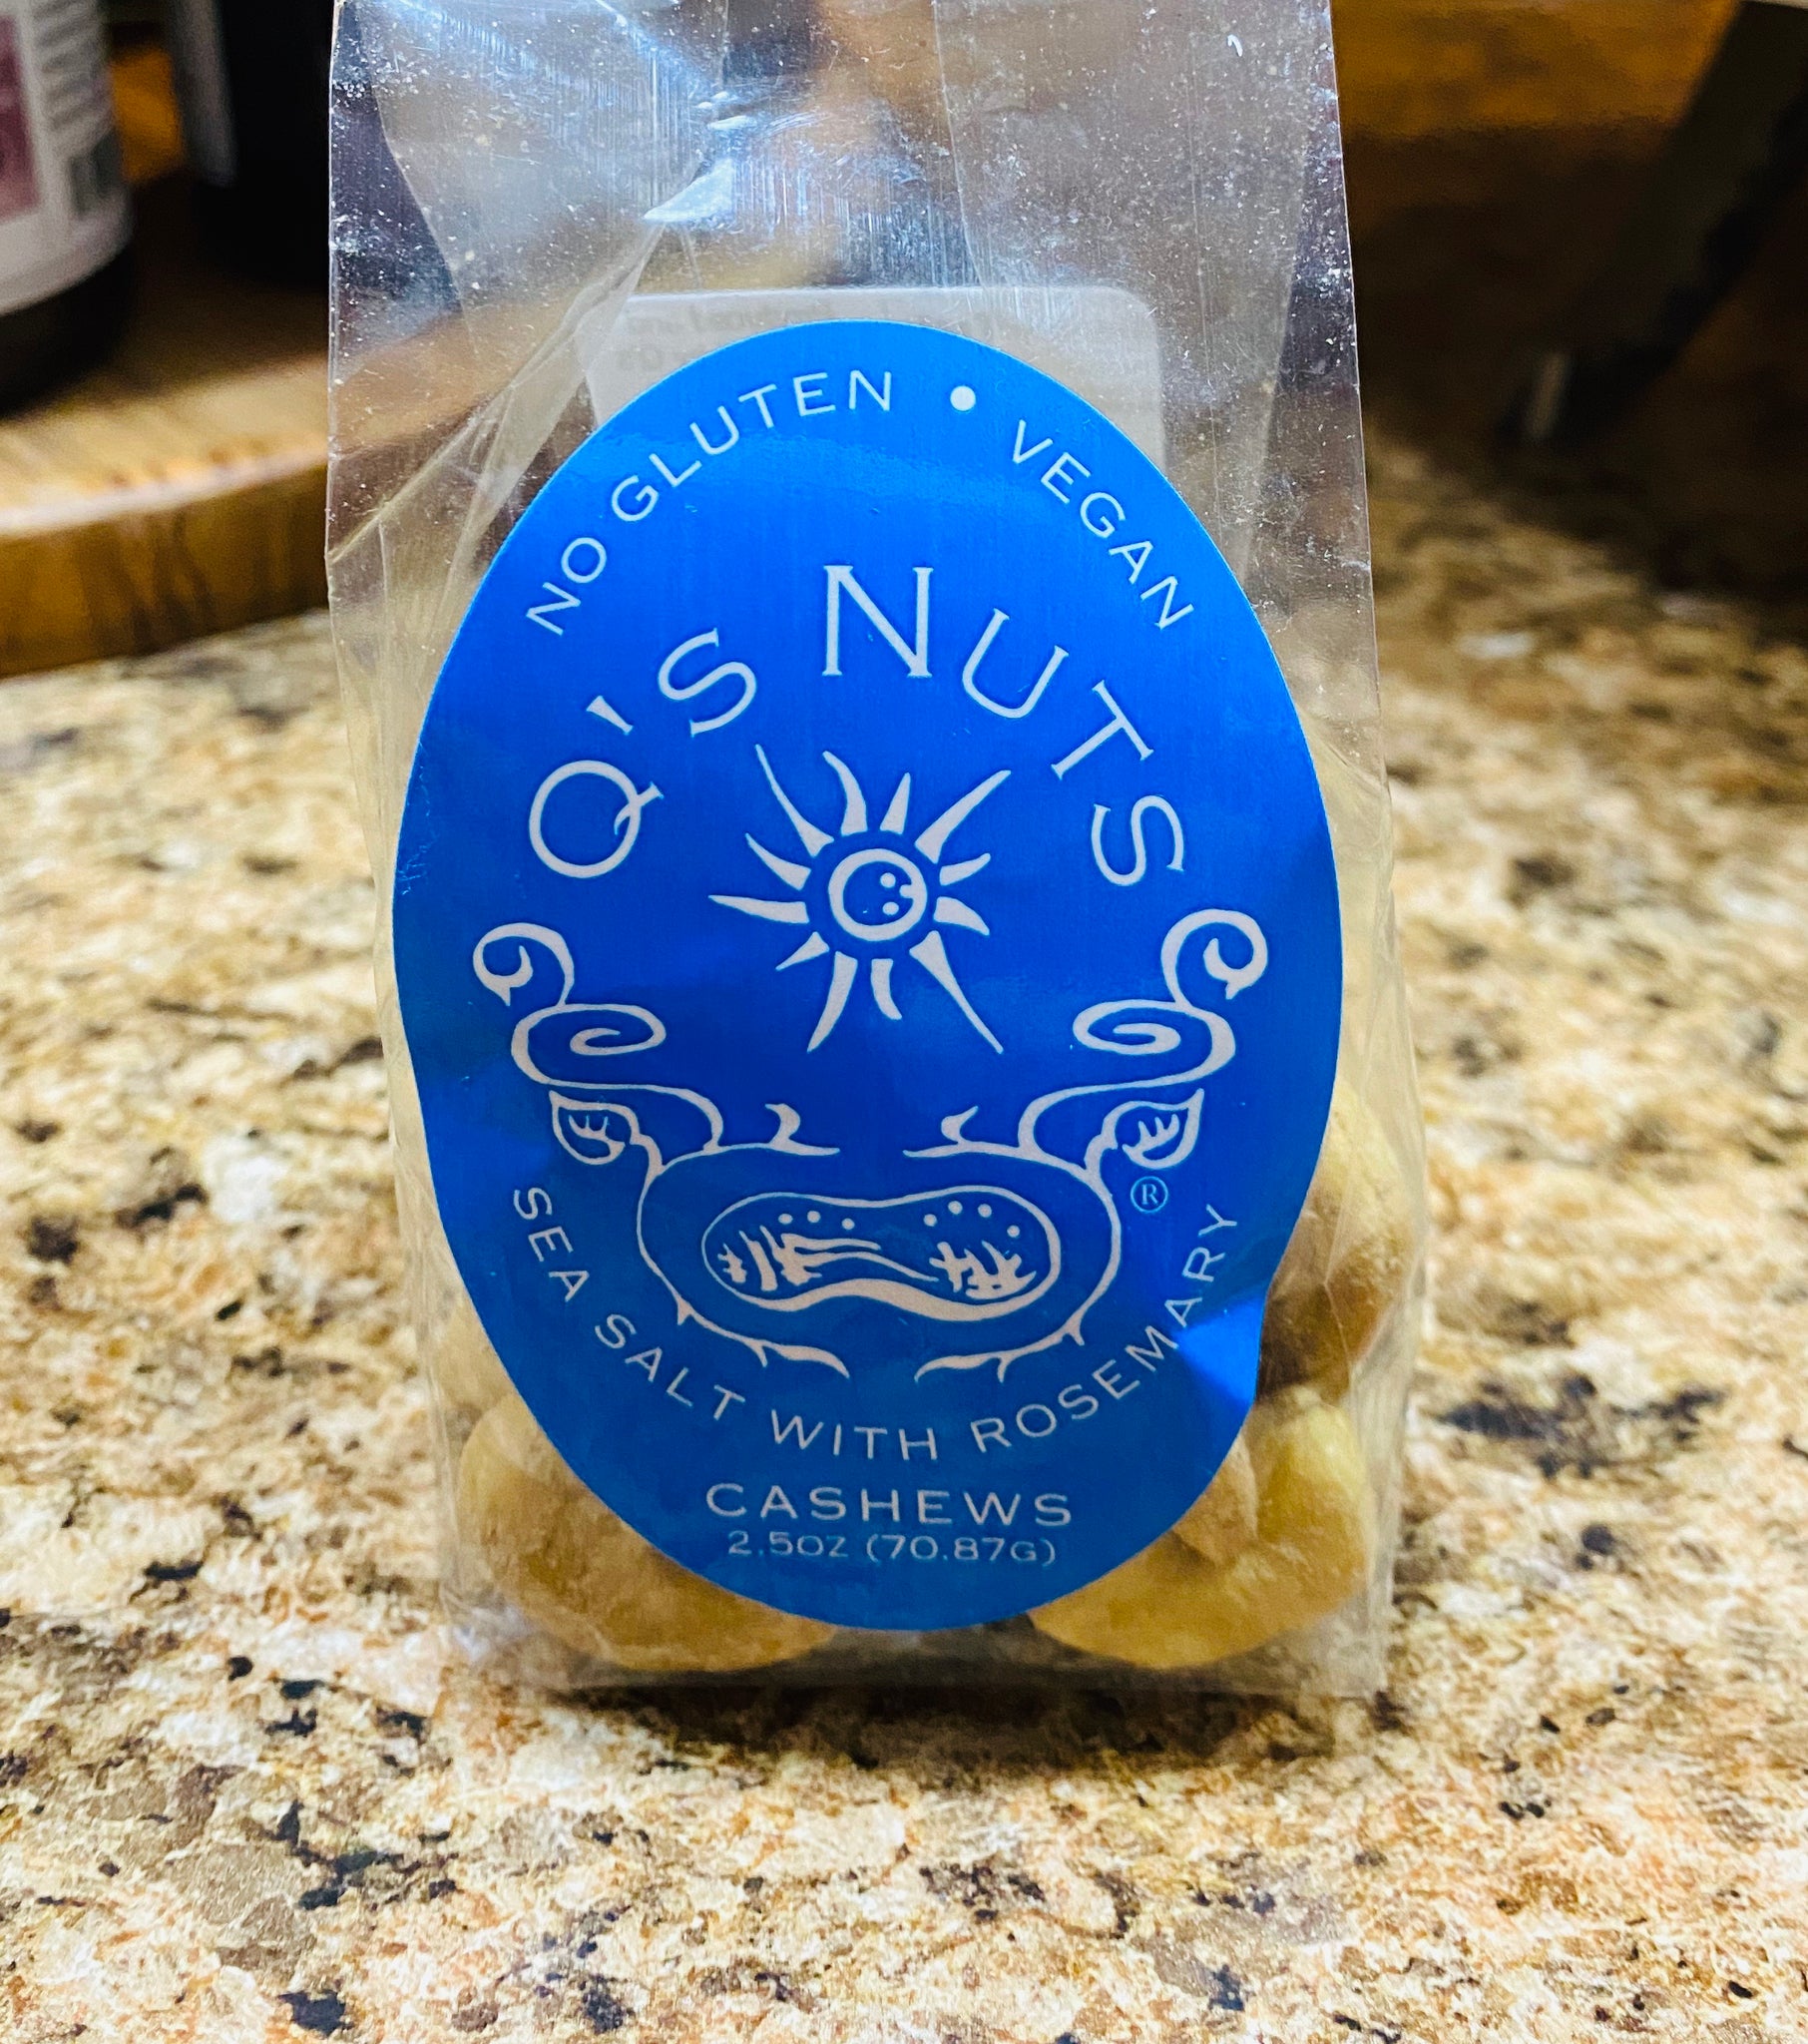 NO GLUTEN • VEGAN
Q'S NUTS
®
SEA SALT WITH ROSEMARY
CASHEWS
2.5OZ (70.87G)